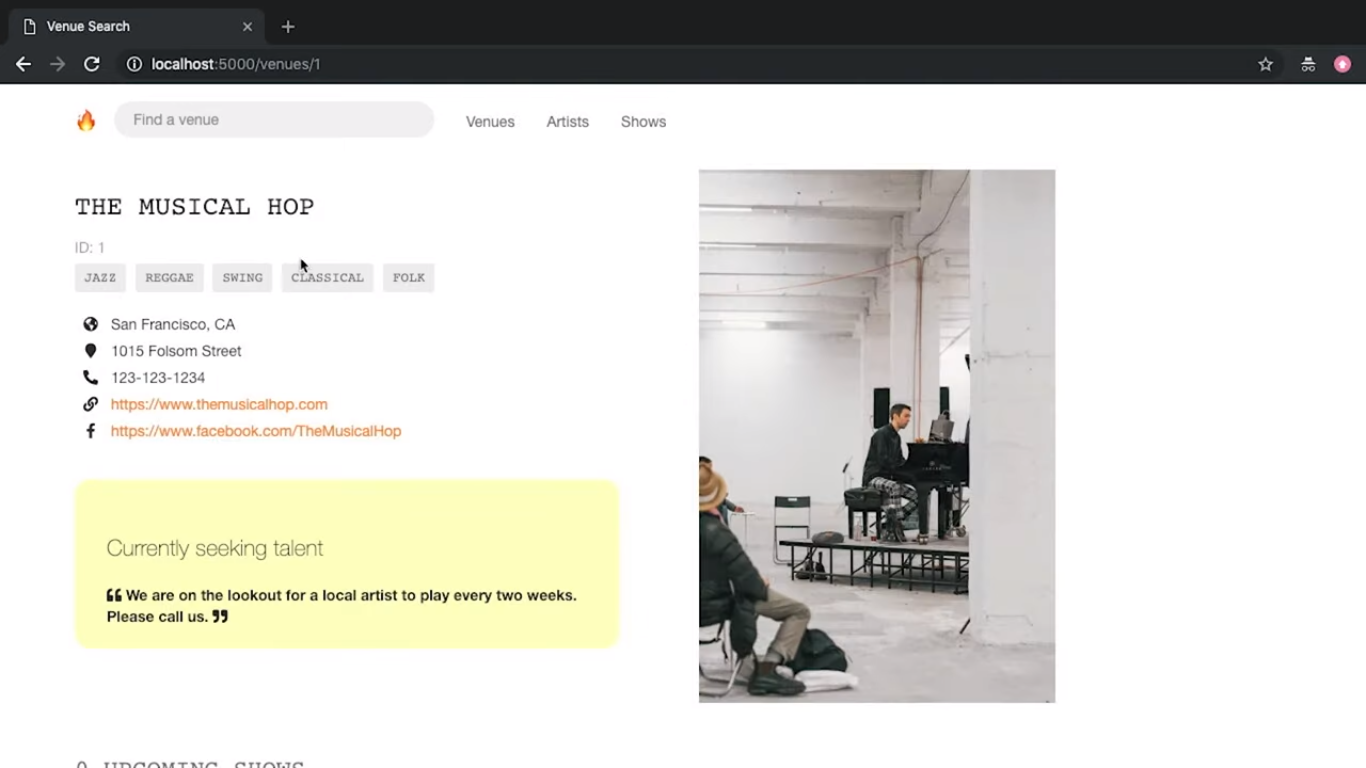 Venue Search
localhost:5000/venues/1
Find a venue
Venues Artists Shows
THE MUSICAL HOP
ID: 1
JAZZ REGGAE SWING CLASSICAL FOLK
San Francisco, CA
1015 Folsom Street
123-123-1234
https://www.themusicalhop.com
https://www.facebook.com/TheMusicalHop
Currently seeking talent
❝ We are on the lookout for a local artist to play every two weeks.
Please call us. ❞
0 UPCOMING SHOWS